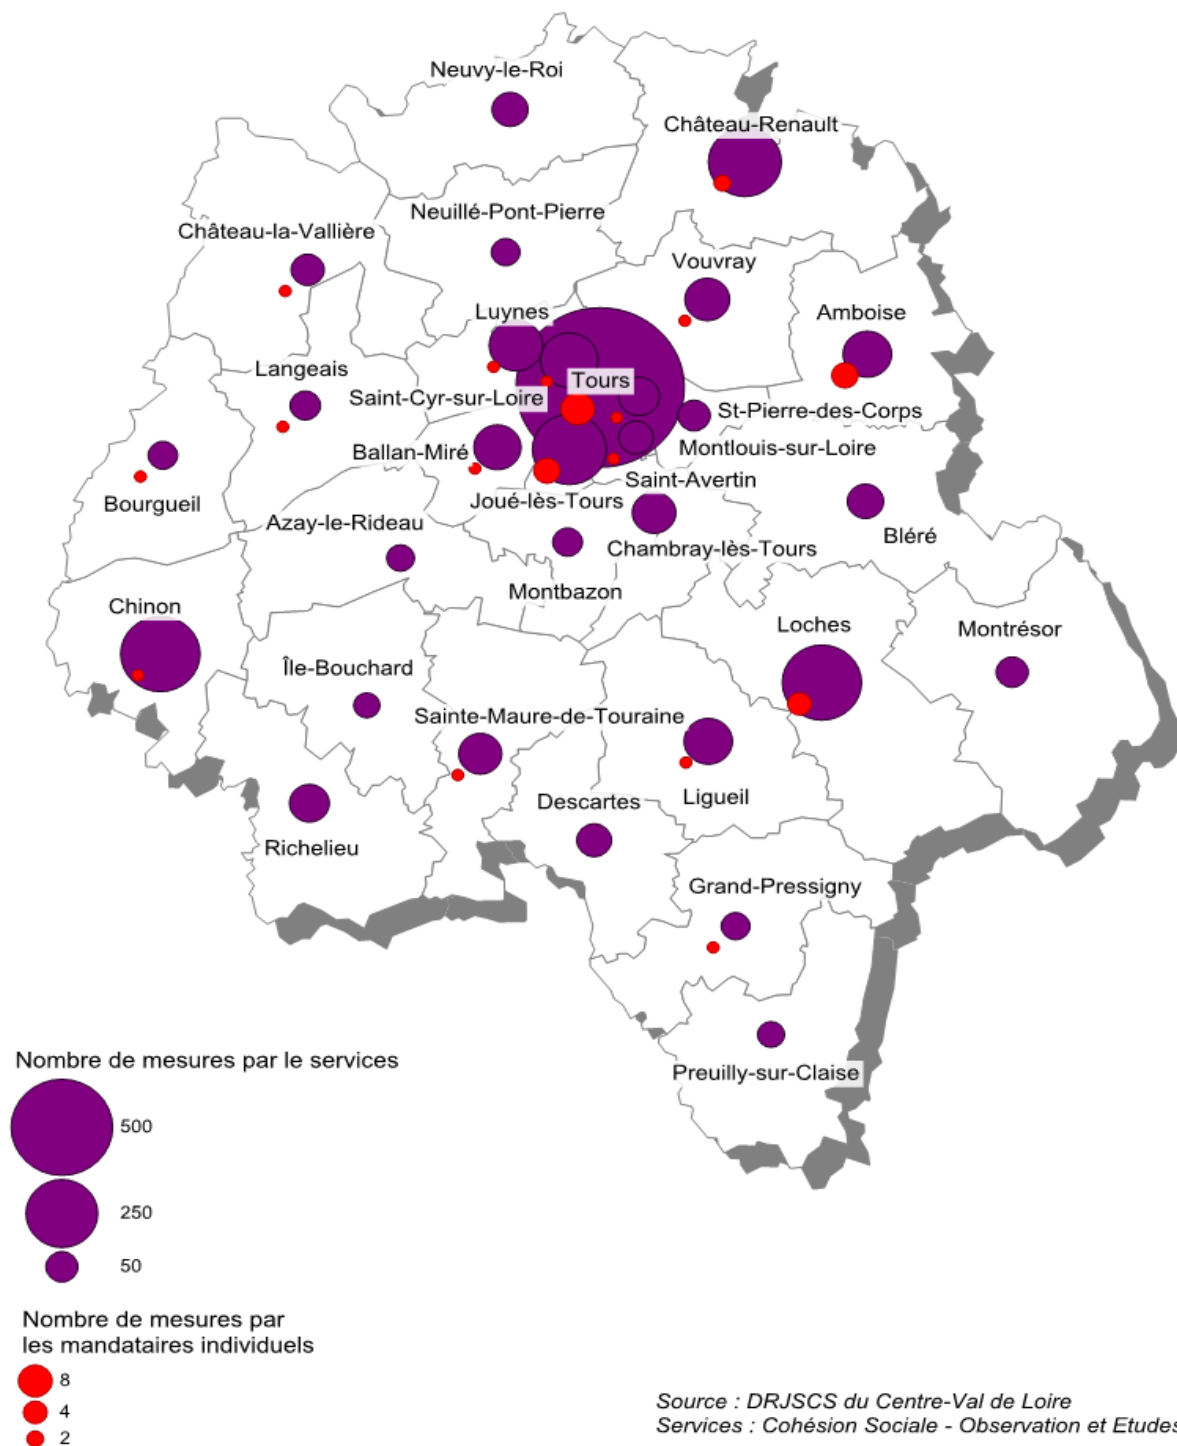 Neuvy-le-Roi
Château-Renault
Neuillé-Pont-Pierre
Château-la-Vallière
Vouvray
Luynes
Amboise
Langeais
Tours
Saint-Cyr-sur-Loire
St-Pierre-des-Corps
Ballan-Miré
Montlouis-sur-Loire
Saint-Avertin
Bourgueil
Joué-lès-Tours
Azay-le-Rideau
Bléré
Chambray-lès-Tours
Montbazon
Chinon
Loches
Montrésor
Île-Bouchard
Sainte-Maure-de-Touraine
Descartes
Ligueil
Richelieu
Grand-Pressigny
Preuilly-sur-Claise
Nombre de mesures par le services
500
250
50
Nombre de mesures par
les mandataires individuels
8
4
2
Source : DRJSCS du Centre-Val de Loire
Services : Cohésion Sociale - Observation et Etudes